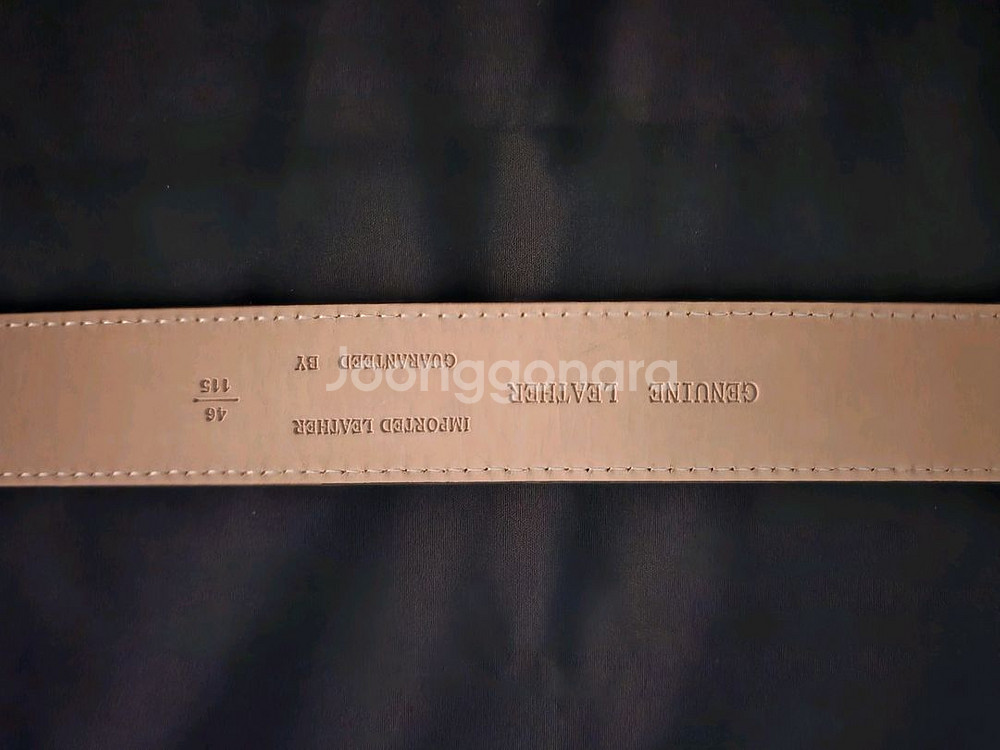 GENUINE LEATHER
IMPORTED LEATHER
GUARANTEED BY
46
115
Joonggonara